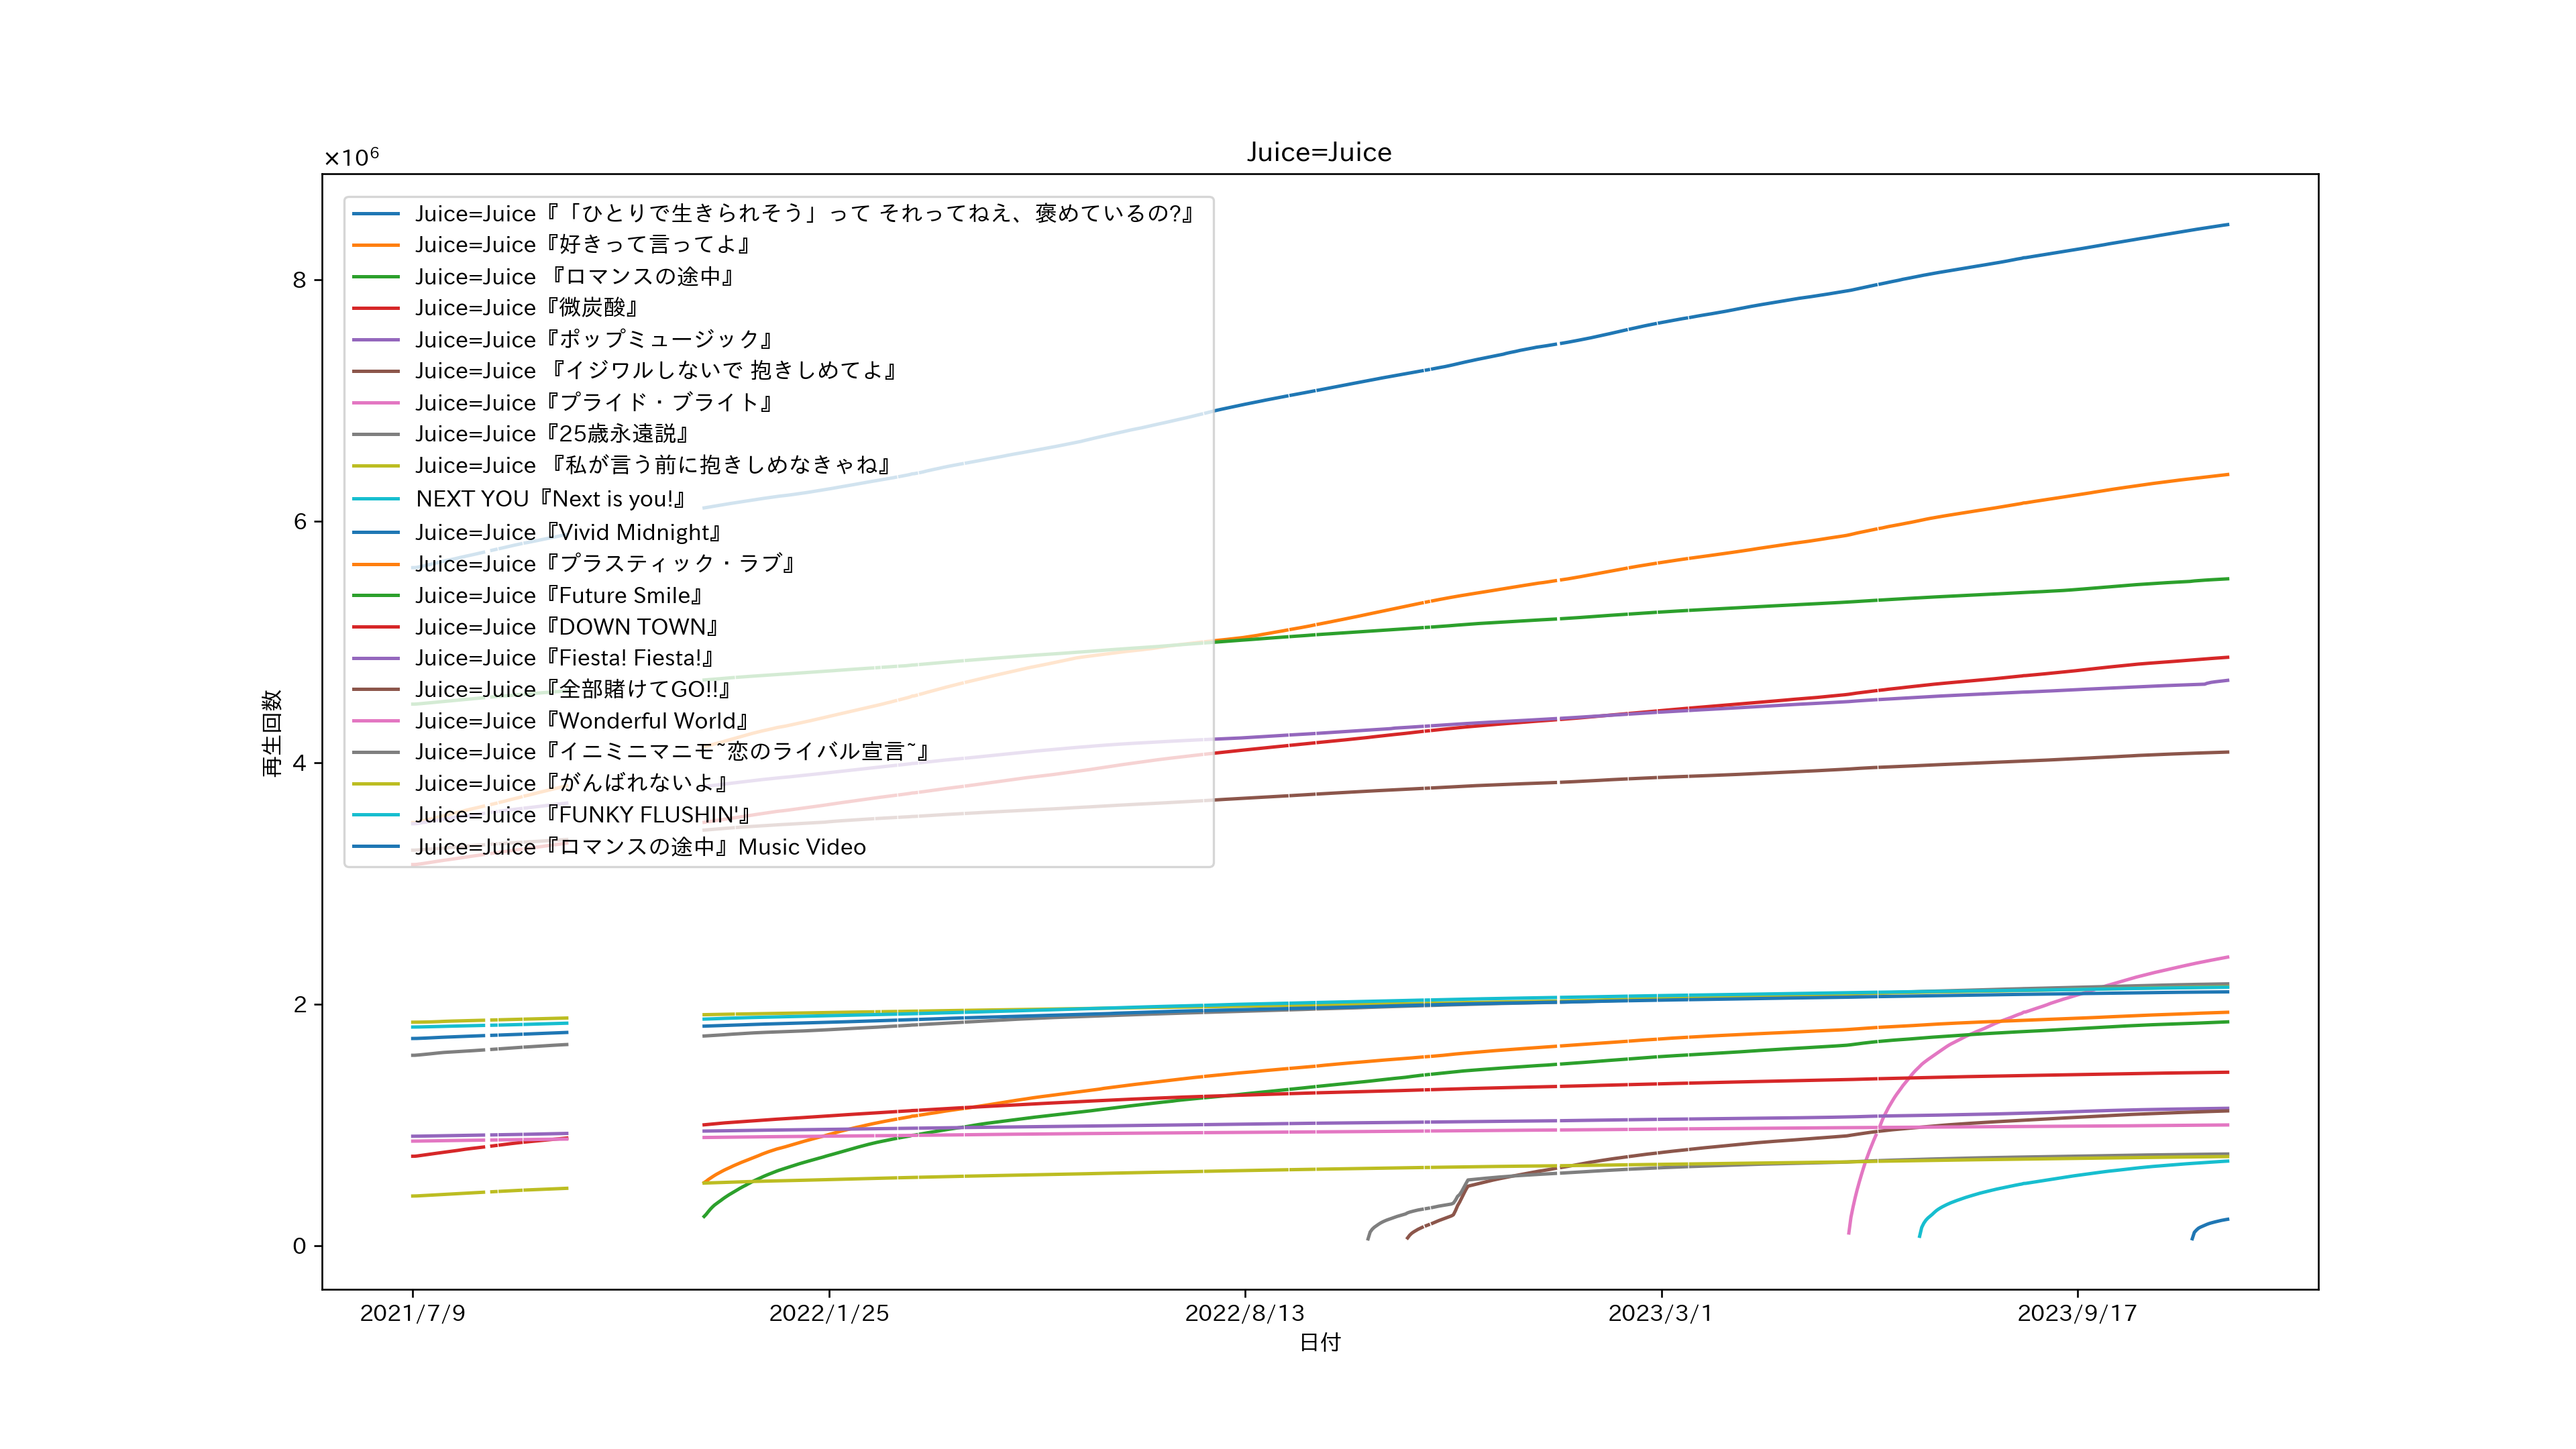 Juice=Juice
×10⁶
Juice=Juice『「ひとりで生きられそう」って それってねえ、褒めているの?』
Juice=Juice『好きって言ってよ』
Juice=Juice 『ロマンスの途中』
Juice=Juice『微炭酸』
Juice=Juice『ポップミュージック』
Juice=Juice 『イジワルしないで 抱きしめてよ』
Juice=Juice『プライド・ブライト』
Juice=Juice『25歳永遠説』
Juice=Juice 『私が言う前に抱きしめなきゃね』
NEXT YOU『Next is you!』
Juice=Juice『Vivid Midnight』
Juice=Juice『プラスティック・ラブ』
Juice=Juice『Future Smile』
Juice=Juice『DOWN TOWN』
Juice=Juice『Fiesta! Fiesta!』
Juice=Juice『全部賭けてGO!!』
Juice=Juice『Wonderful World』
Juice=Juice『イニミニマニモ~恋のライバル宣言~』
Juice=Juice『がんばれないよ』
Juice=Juice『FUNKY FLUSHIN'』
Juice=Juice『ロマンスの途中』Music Video
8
6
4
2
0
再生回数
2021/7/9
2022/1/25
2022/8/13
2023/3/1
2023/9/17
日付